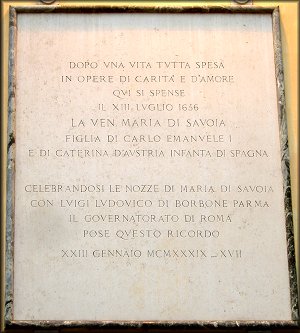 DOPO VNA VITA TVTTA SPESA
IN OPERE DI CARITA' E D'AMORE
QVI SI SPENSE
IL XIII LVGLIO 1656
LA VEN MARIA DI SAVOIA
FIGLIA DI CARLO EMANVELE I
E DI CATERINA D'AVSTRIA INFANTA DI SPAGNA
CELEBRANDOSI LE NOZZE DI MARIA DI SAVOIA
CON LVIGI LVDOVICO DI BORBONE PARMA
IL GOVERNATORATO DI ROMA
POSE QVESTO RICORDO
XXIII GENNAIO MCMXXXIX _ XVII